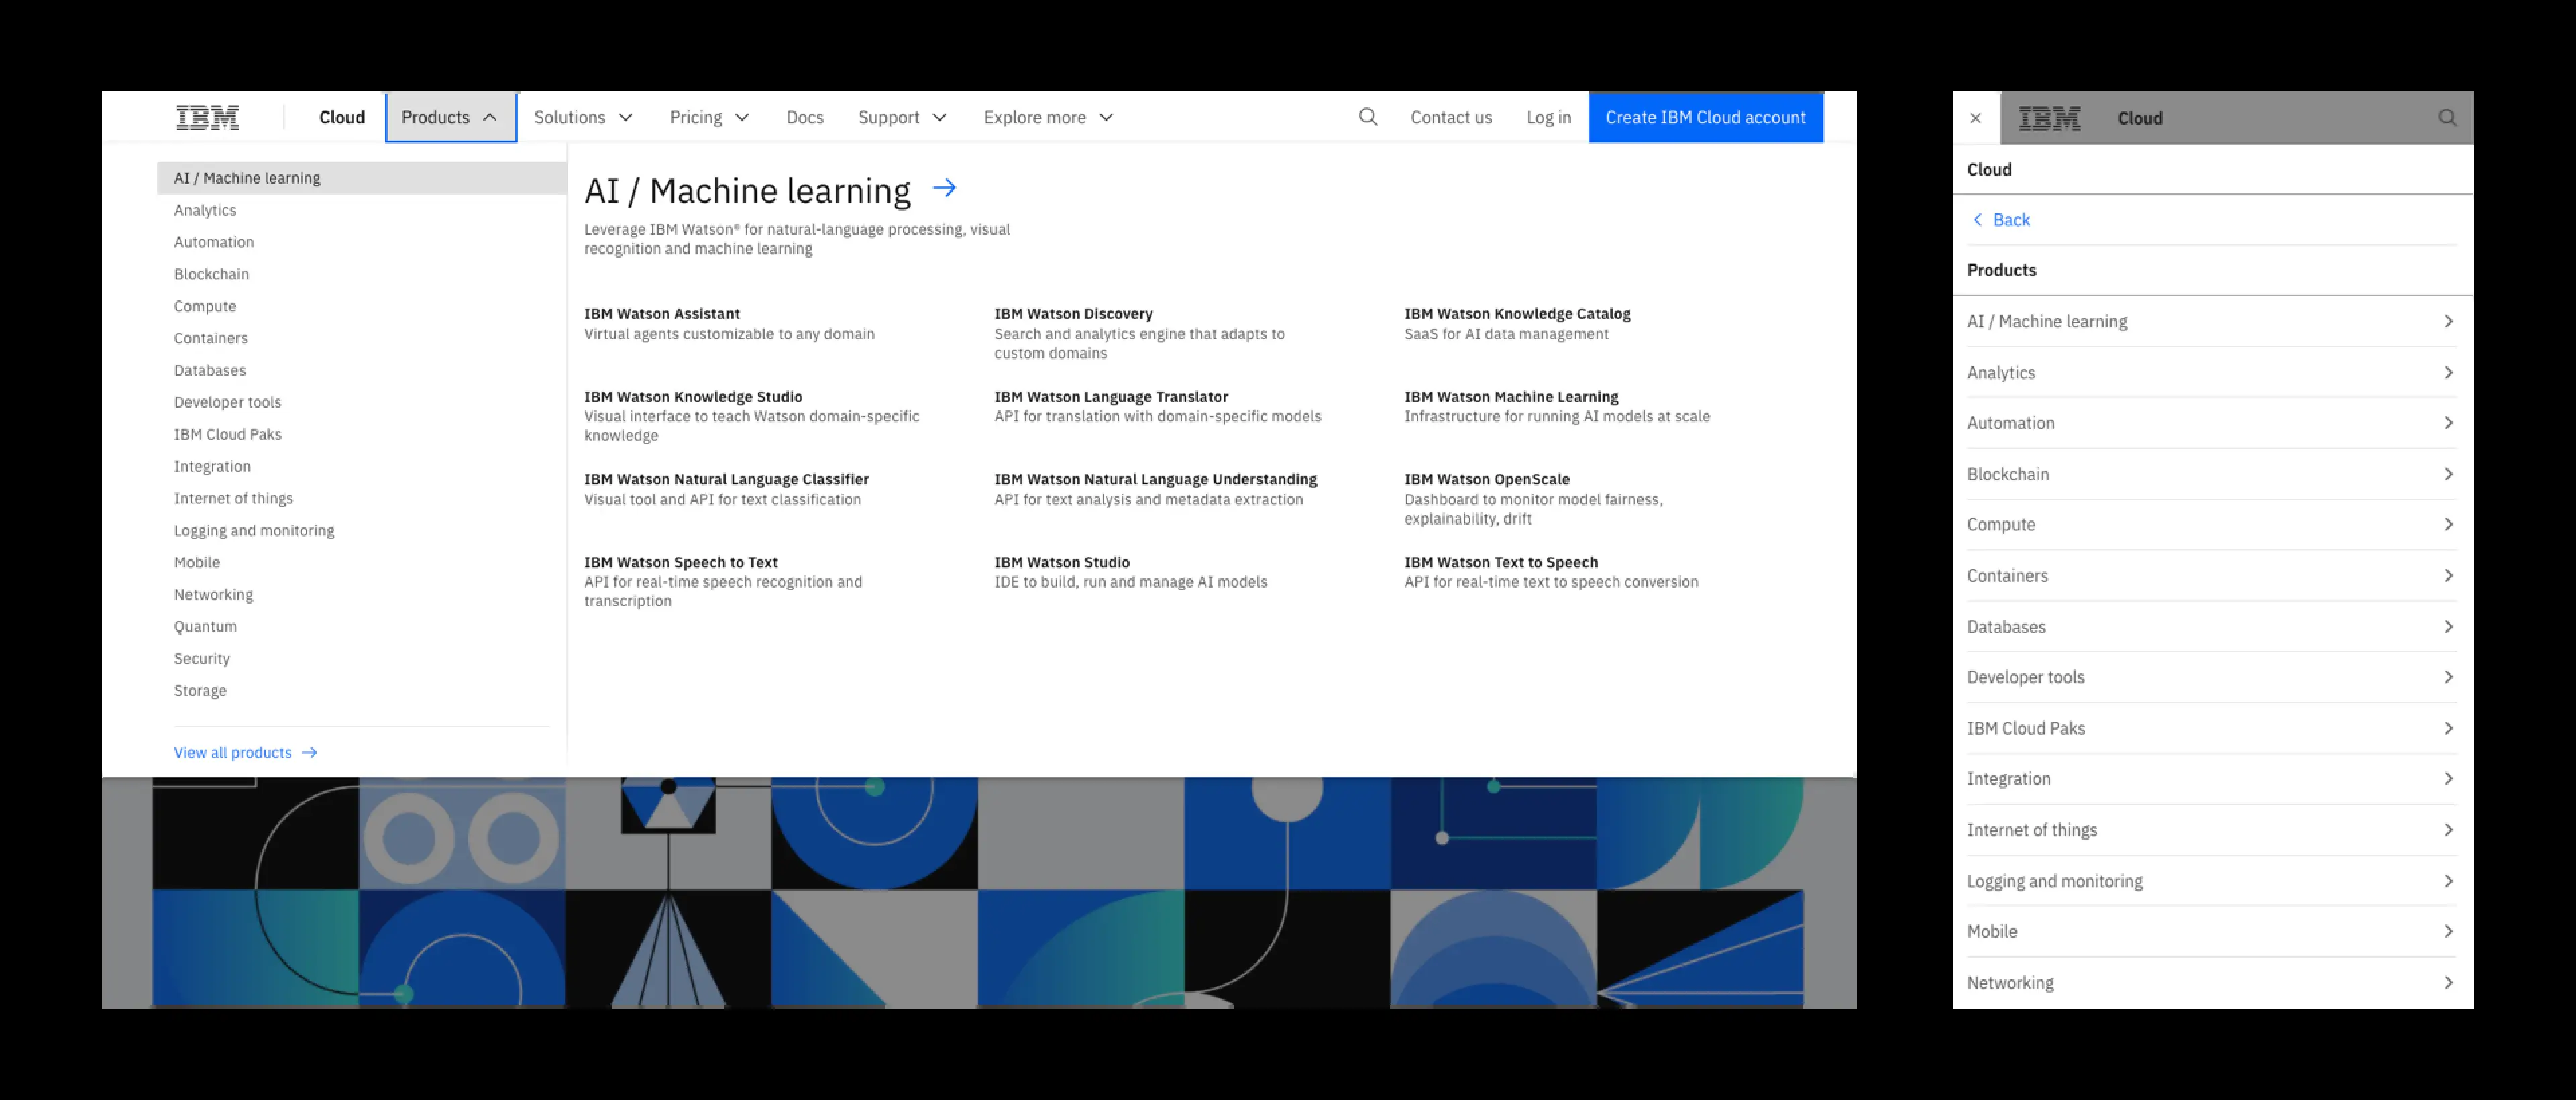 IBM
Cloud
Products
Solutions
Pricing
Docs
Support
Explore more
Contact us
Log in
Create IBM Cloud account
AI / Machine learning
Analytics
Automation
Blockchain
Compute
Containers
Databases
Developer tools
IBM Cloud Paks
Integration
Internet of things
Logging and monitoring
Mobile
Networking
Quantum
Security
Storage
View all products
AI / Machine learning
Leverage IBM Watson® for natural-language processing, visual
recognition and machine learning
IBM Watson Assistant
Virtual agents customizable to any domain
IBM Watson Discovery
Search and analytics engine that adapts to
custom domains
IBM Watson Knowledge Catalog
SaaS for AI data management
IBM Watson Knowledge Studio
Visual interface to teach Watson domain-specific
knowledge
IBM Watson Language Translator
API for translation with domain-specific models
IBM Watson Machine Learning
Infrastructure for running AI models at scale
IBM Watson Natural Language Classifier
Visual tool and API for text classification
IBM Watson Natural Language Understanding
API for text analysis and metadata extraction
IBM Watson OpenScale
Dashboard to monitor model fairness,
explainability, drift
IBM Watson Speech to Text
API for real-time speech recognition and
transcription
IBM Watson Studio
IDE to build, run and manage AI models
IBM Watson Text to Speech
API for real-time text to speech conversion
IBM
Cloud
Cloud
Back
Products
AI / Machine learning
Analytics
Automation
Blockchain
Compute
Containers
Databases
Developer tools
IBM Cloud Paks
Integration
Internet of things
Logging and monitoring
Mobile
Networking